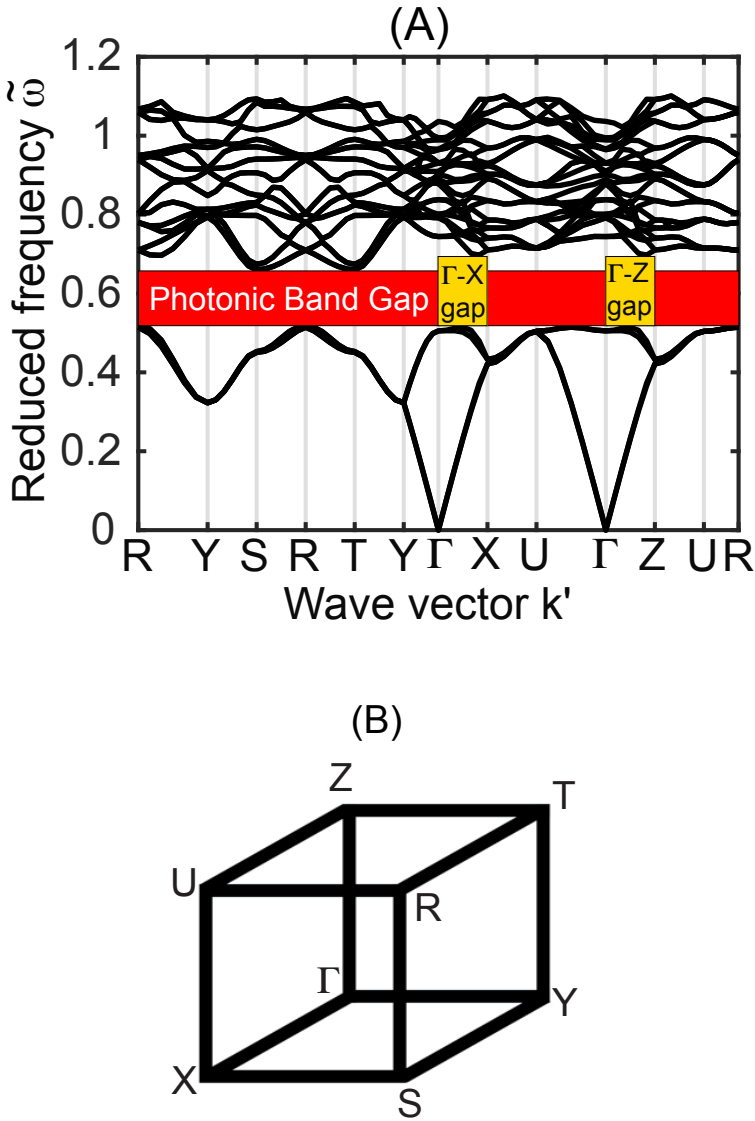 (A)
1.2
1
0.8
0.6
0.4
0.2
0
Reduced frequency ω̃
Photonic Band Gap
Γ-X
gap
Γ-Z
gap
R Y S R T Y Γ X U Γ Z U R
Wave vector k'
(B)
Z
T
U
R
Γ
Y
X
S